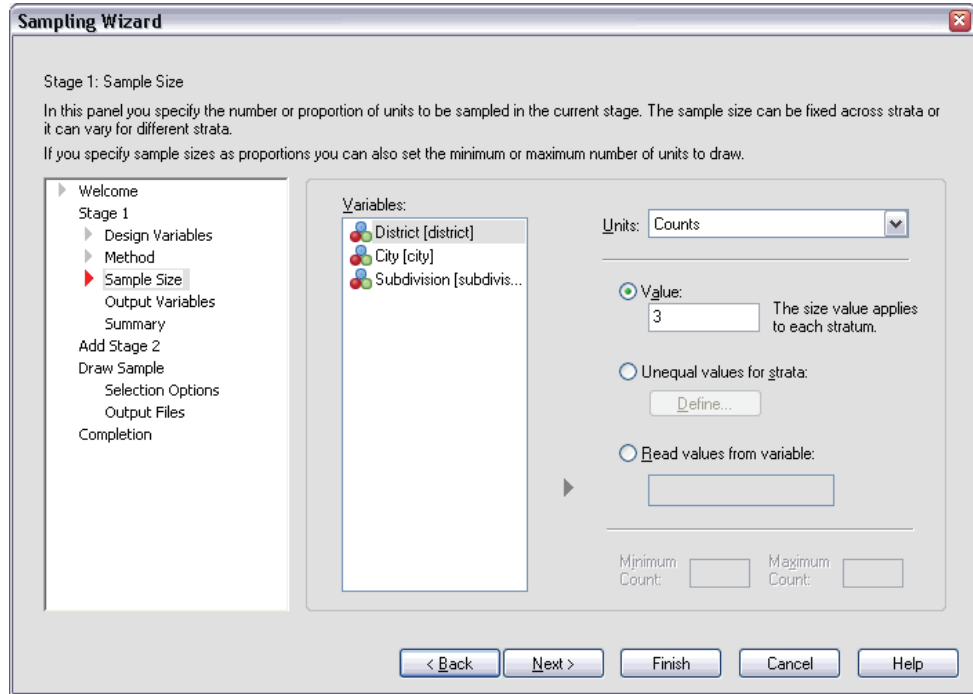 Sampling Wizard
Stage 1: Sample Size
In this panel you specify the number or proportion of units to be sampled in the current stage. The sample size can be fixed across strata or
it can vary for different strata.
If you specify sample sizes as proportions you can also set the minimum or maximum number of units to draw.
Welcome
Stage 1
Design Variables
Method
Sample Size
Output Variables
Summary
Add Stage 2
Draw Sample
Selection Options
Output Files
Completion
Variables:
District [district]
City [city]
Subdivision [subdivis...
Units: Counts
Value:
3
The size value applies
to each stratum.
Unequal values for strata:
Define...
Read values from variable:
Minimum
Count:
Maximum
Count:
< Back
Next >
Finish
Cancel
Help